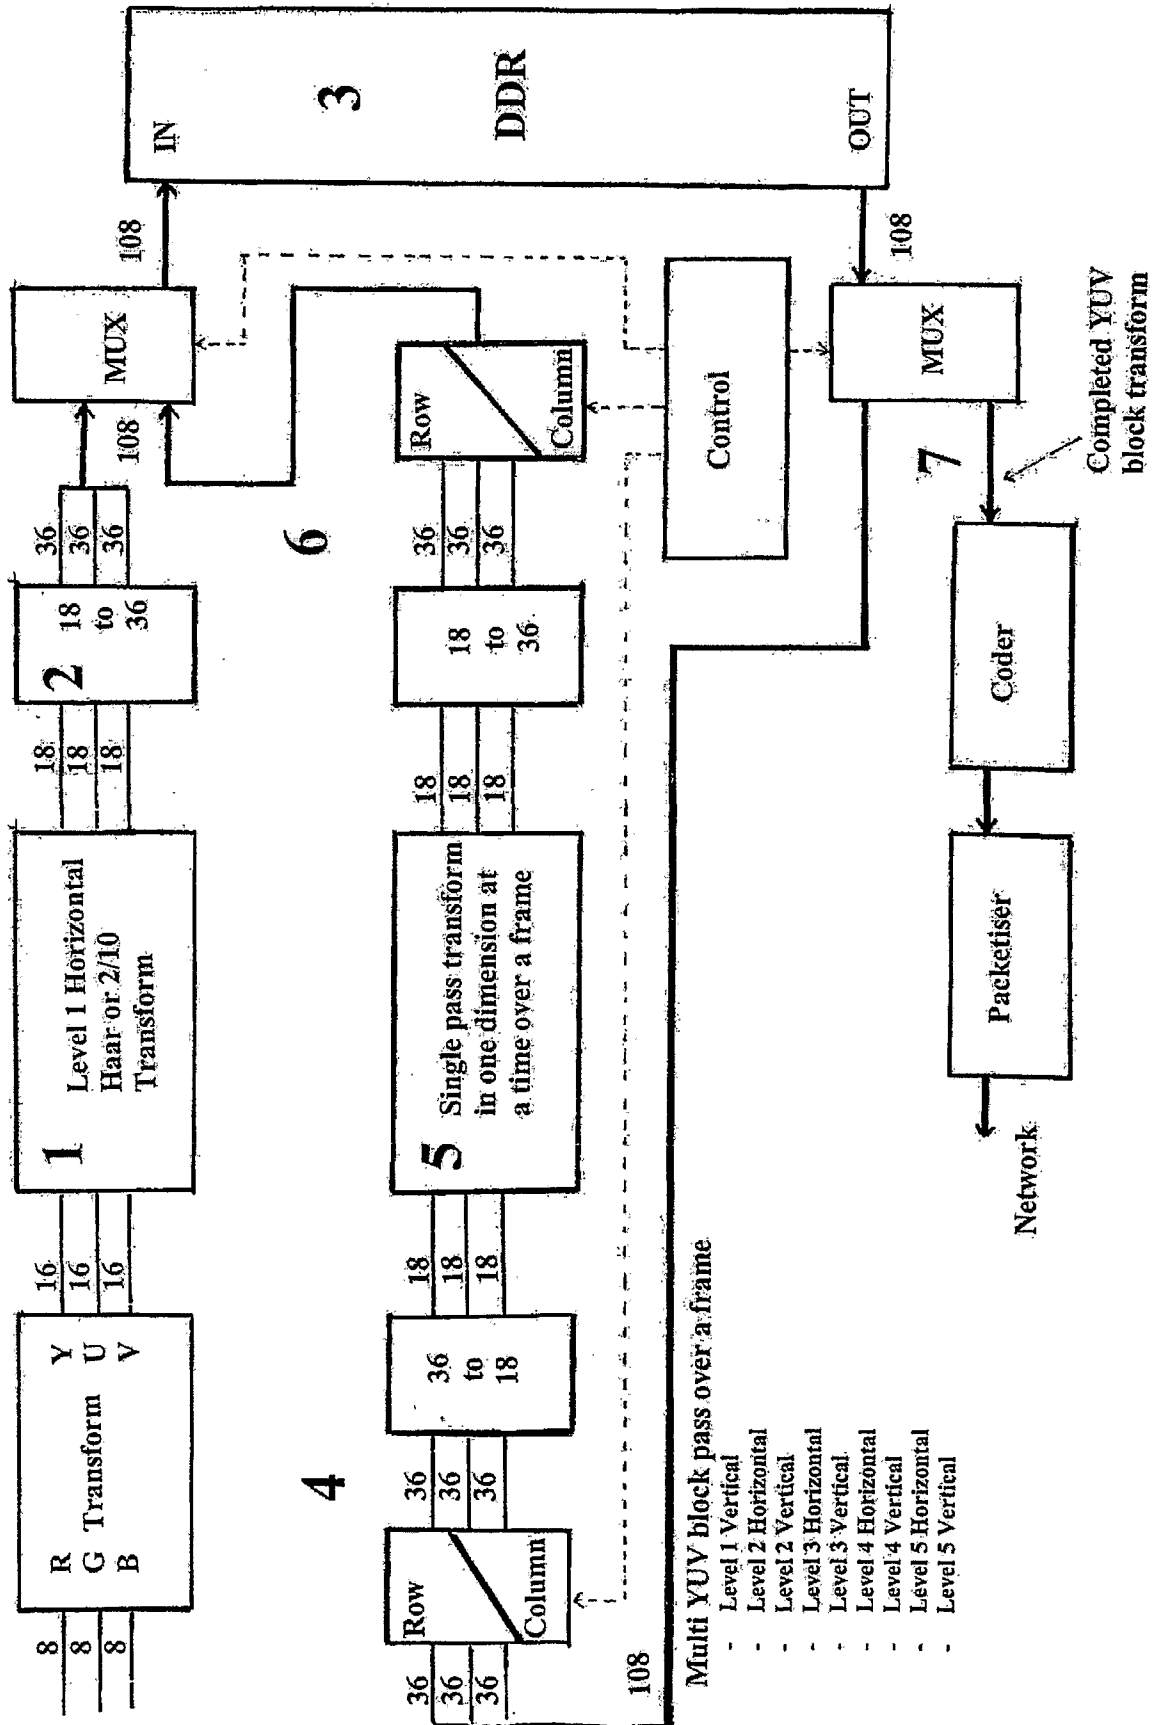 8
8
8
R Y
G Transform U
B V
16
16
16
1
Level 1 Horizontal
Haar or 2/10
Transform
18
18
18
2
18
to
36
36
36
36
108
MUX
108
IN
3
DDR
OUT
4
36
36
36
Row
Column
36
36
36
36
to
18
18
18
18
5
Single pass transform
in one dimension at
a time over a frame
18
18
18
18
to
36
6
36
36
36
Row
Column
Control
108
108
MUX
7
Completed YUV
block transform
Coder
Packetiser
Network
Multi YUV block pass over a frame
- Level 1 Vertical
- Level 2 Horizontal
- Level 2 Vertical
- Level 3 Horizontal
- Level 3 Vertical
- Level 4 Horizontal
- Level 4 Vertical
- Level 5 Horizontal
- Level 5 Vertical